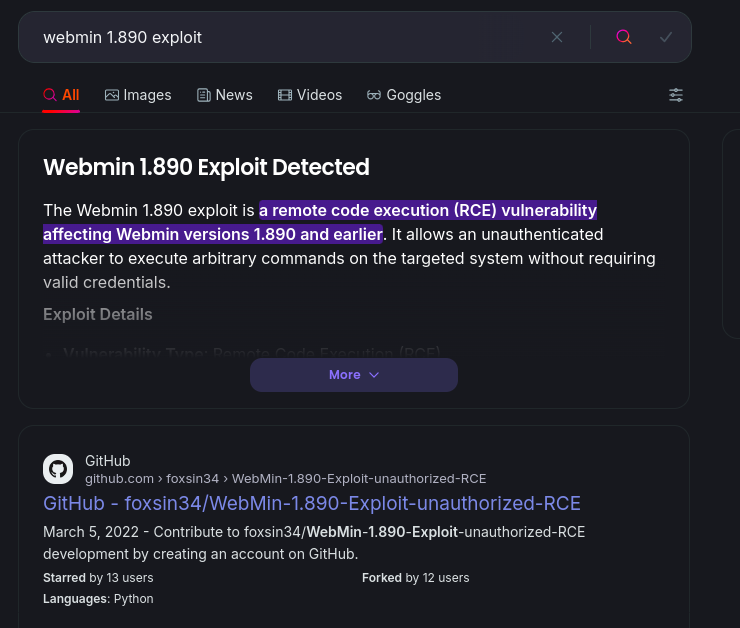 webmin 1.890 exploit
All Images News Videos Goggles
Webmin 1.890 Exploit Detected
The Webmin 1.890 exploit is a remote code execution (RCE) vulnerability
affecting Webmin versions 1.890 and earlier. It allows an unauthenticated
attacker to execute arbitrary commands on the targeted system without requiring
valid credentials.
Exploit Details
• Vulnerability Type: Remote Code Execution (RCE)
More
GitHub
github.com › foxsin34 › WebMin-1.890-Exploit-unauthorized-RCE
GitHub - foxsin34/WebMin-1.890-Exploit-unauthorized-RCE
March 5, 2022 - Contribute to foxsin34/WebMin-1.890-Exploit-unauthorized-RCE
development by creating an account on GitHub.
Starred by 13 users Forked by 12 users
Languages: Python